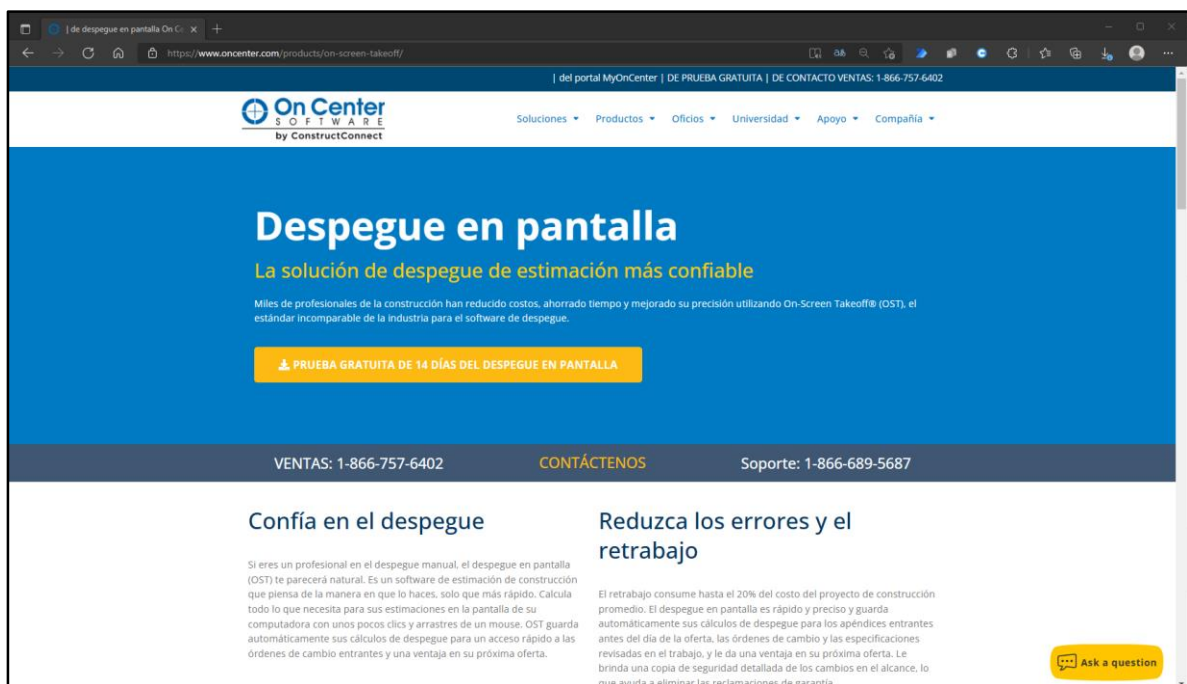 | de despegue en pantalla On Ce
https://www.oncenter.com/products/on-screen-takeoff/
| del portal MyOnCenter | DE PRUEBA GRATUITA | DE CONTACTO VENTAS: 1-866-757-6402
On Center
SOFTWARE
by ConstructConnect
Soluciones Productos Oficios Universidad Apoyo Compañía
Despegue en pantalla
La solución de despegue de estimación más confiable
Miles de profesionales de la construcción han reducido costos, ahorrado tiempo y mejorado su precisión utilizando On-Screen Takeoff® (OST), el
estándar incomparable de la industria para el software de despegue.
PRUEBA GRATUITA DE 14 DÍAS DEL DESPEGUE EN PANTALLA
VENTAS: 1-866-757-6402 CONTÁCTENOS Soporte: 1-866-689-5687
Confía en el despegue
Si eres un profesional en el despegue manual, el despegue en pantalla
(OST) te parecerá natural. Es un software de estimación de construcción
que piensa de la manera en que lo haces, solo que más rápido. Calcula
todo lo que necesita para sus estimaciones en la pantalla de su
computadora con unos pocos clics y arrastres de un mouse. OST guarda
automáticamente sus cálculos de despegue para un acceso rápido a las
órdenes de cambio entrantes y una ventaja en su próxima oferta.
Reduzca los errores y el
retrabajo
El retrabajo consume hasta el 20% del costo del proyecto de construcción
promedio. El despegue en pantalla es rápido y preciso y guarda
automáticamente sus cálculos de despegue para los apéndices entrantes
antes del día de la oferta, las órdenes de cambio y las especificaciones
revisadas en el trabajo, y le da una ventaja en su próxima oferta. Le
brinda una copia de seguridad detallada de los cambios en el alcance, lo
que ayuda a eliminar las reclamaciones de garantía.
Ask a question